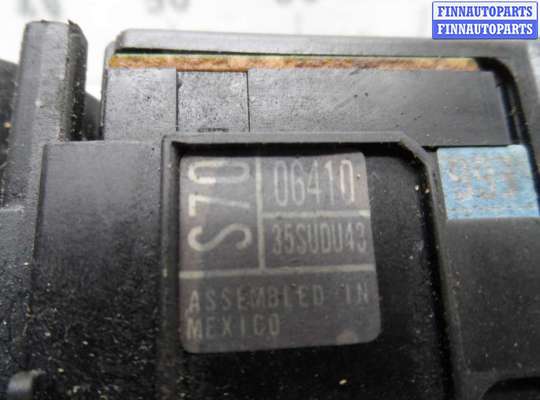 FINNAUTOPARTS
FINNAUTOPARTS
S70
06410
35SUDU43
ASSEMBLED IN
MEXICO